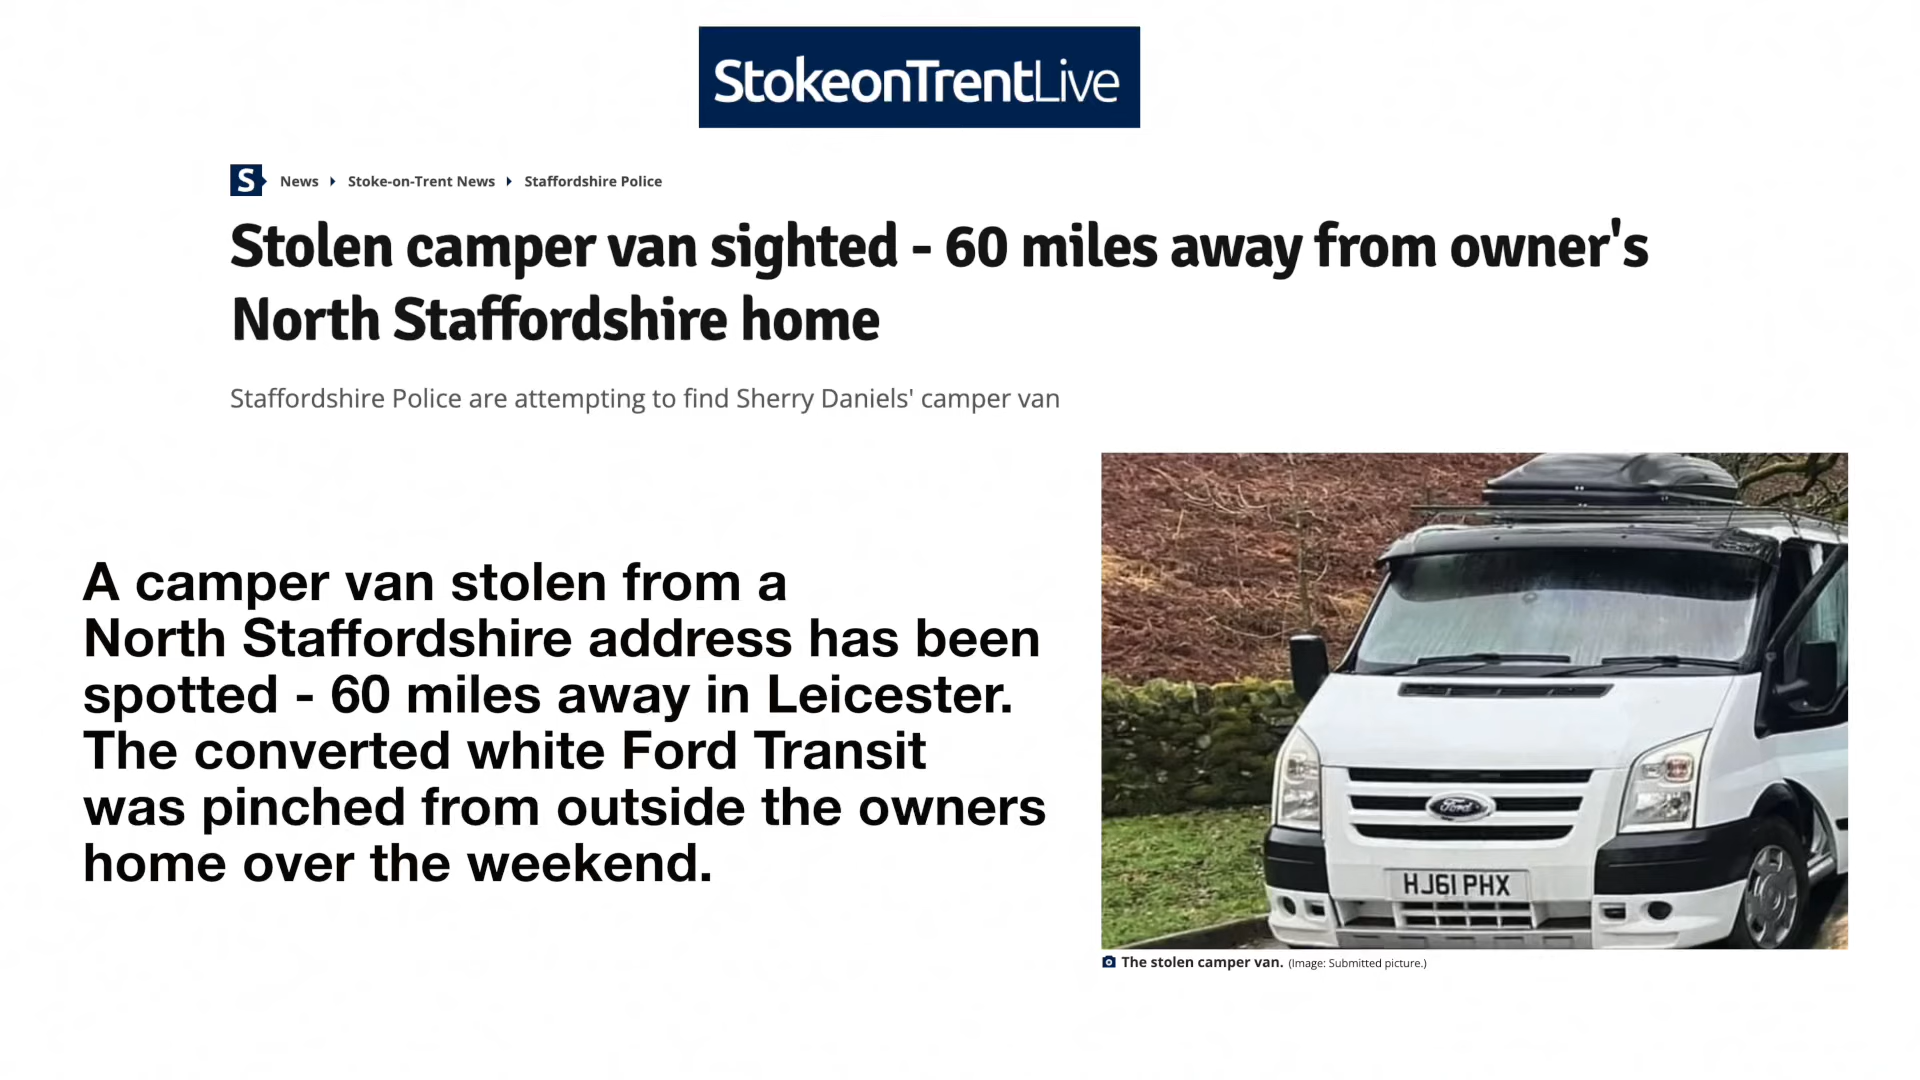 StokeonTrentLive
S News Stoke-on-Trent News Staffordshire Police
Stolen camper van sighted - 60 miles away from owner's
North Staffordshire home
Staffordshire Police are attempting to find Sherry Daniels' camper van
A camper van stolen from a
North Staffordshire address has been
spotted - 60 miles away in Leicester.
The converted white Ford Transit
was pinched from outside the owners
home over the weekend.
Ford
HJ61 PHX
The stolen camper van. (Image: Submitted picture.)